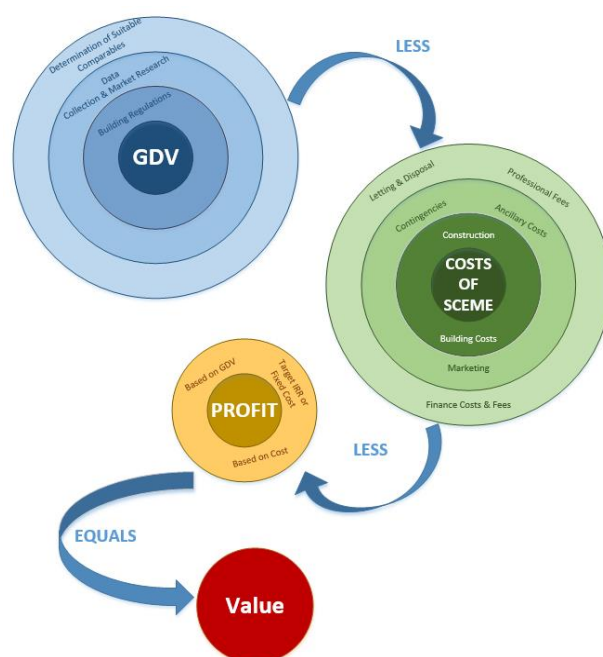 Determination of Suitable
Comparables
Data
Collection & Market Research
Building Regulations
GDV
LESS
Letting & Disposal
Professional Fees
Contingencies
Ancillary Costs
Construction
COSTS
OF
SCEME
Building Costs
Marketing
Finance Costs & Fees
LESS
Based on GDV
Target IRR or
Fixed Cost
PROFIT
Based on Cost
EQUALS
Value